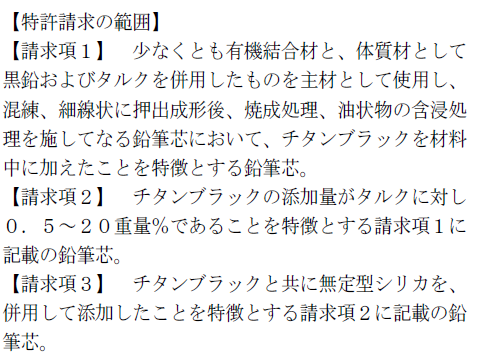 【特許請求の範囲】
【請求項１】　少なくとも有機結合材と、体質材として
黒鉛およびタルクを併用したものを主材として使用し、
混練、細線状に押出成形後、焼成処理、油状物の含浸処
理を施してなる鉛筆芯において、チタンブラックを材料
中に加えたことを特徴とする鉛筆芯。
【請求項２】　チタンブラックの添加量がタルクに対し
０．５～２０重量％であることを特徴とする請求項１に
記載の鉛筆芯。
【請求項３】　チタンブラックと共に無定型シリカを、
併用して添加したことを特徴とする請求項２に記載の鉛
筆芯。